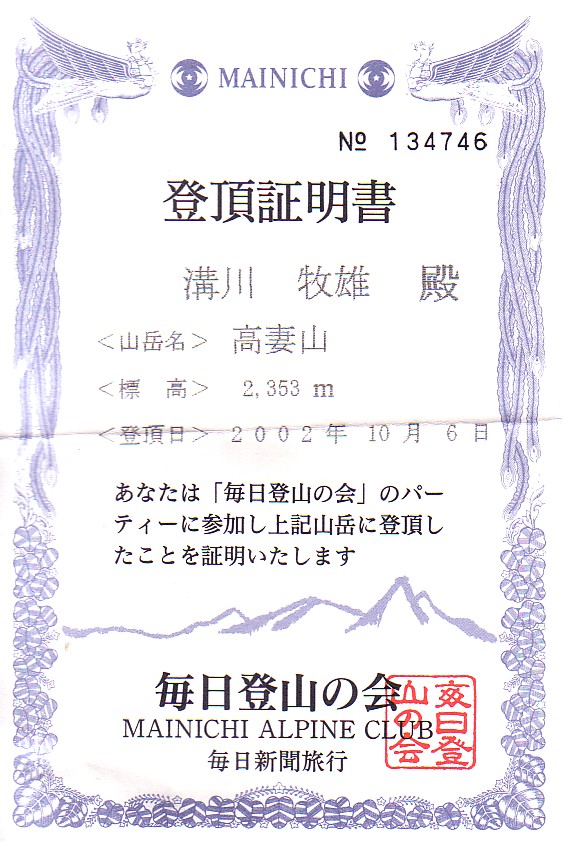 MAINICHI
№ 134746
登頂証明書
溝川 牧雄 殿
＜山岳名＞ 高妻山
＜標 高＞ 2,353 m
＜登頂日＞ 2002年 10月 6日
あなたは「毎日登山の会」のパー
ティーに参加し上記山岳に登頂し
たことを証明いたします
毎日登山の会
MAINICHI ALPINE CLUB
毎日新聞旅行
毎日登
山の会